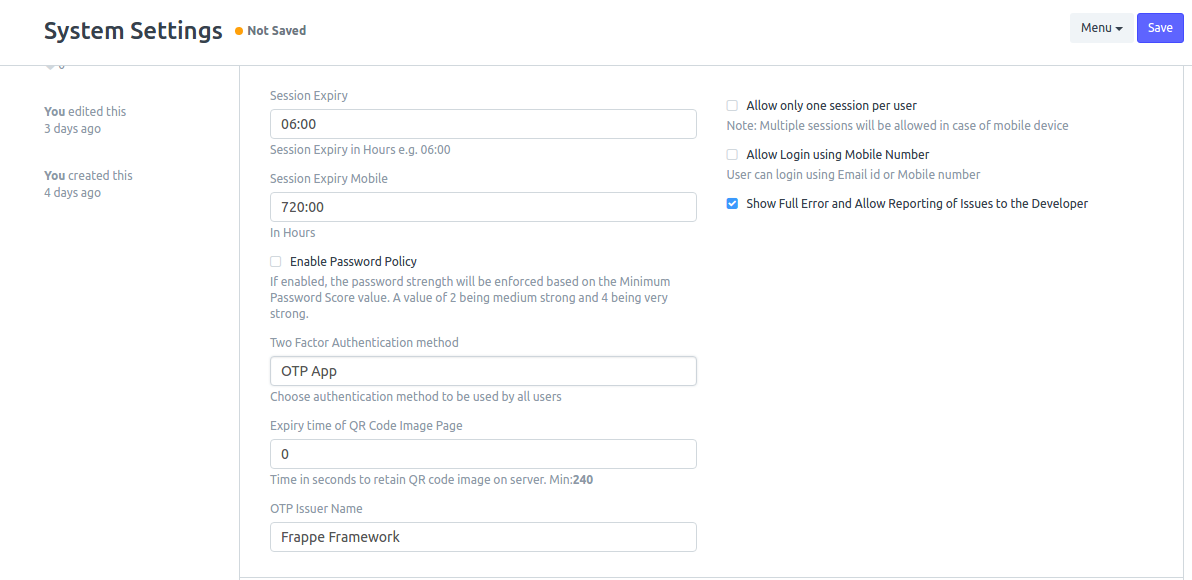 System Settings
Not Saved
Menu
Save
You edited this
3 days ago
You created this
4 days ago
Session Expiry
06:00
Session Expiry in Hours e.g. 06:00
Session Expiry Mobile
720:00
In Hours
Enable Password Policy
If enabled, the password strength will be enforced based on the Minimum
Password Score value. A value of 2 being medium strong and 4 being very
strong.
Two Factor Authentication method
OTP App
Choose authentication method to be used by all users
Expiry time of QR Code Image Page
0
Time in seconds to retain QR code image on server. Min:240
OTP Issuer Name
Frappe Framework
Allow only one session per user
Note: Multiple sessions will be allowed in case of mobile device
Allow Login using Mobile Number
User can login using Email id or Mobile number
Show Full Error and Allow Reporting of Issues to the Developer